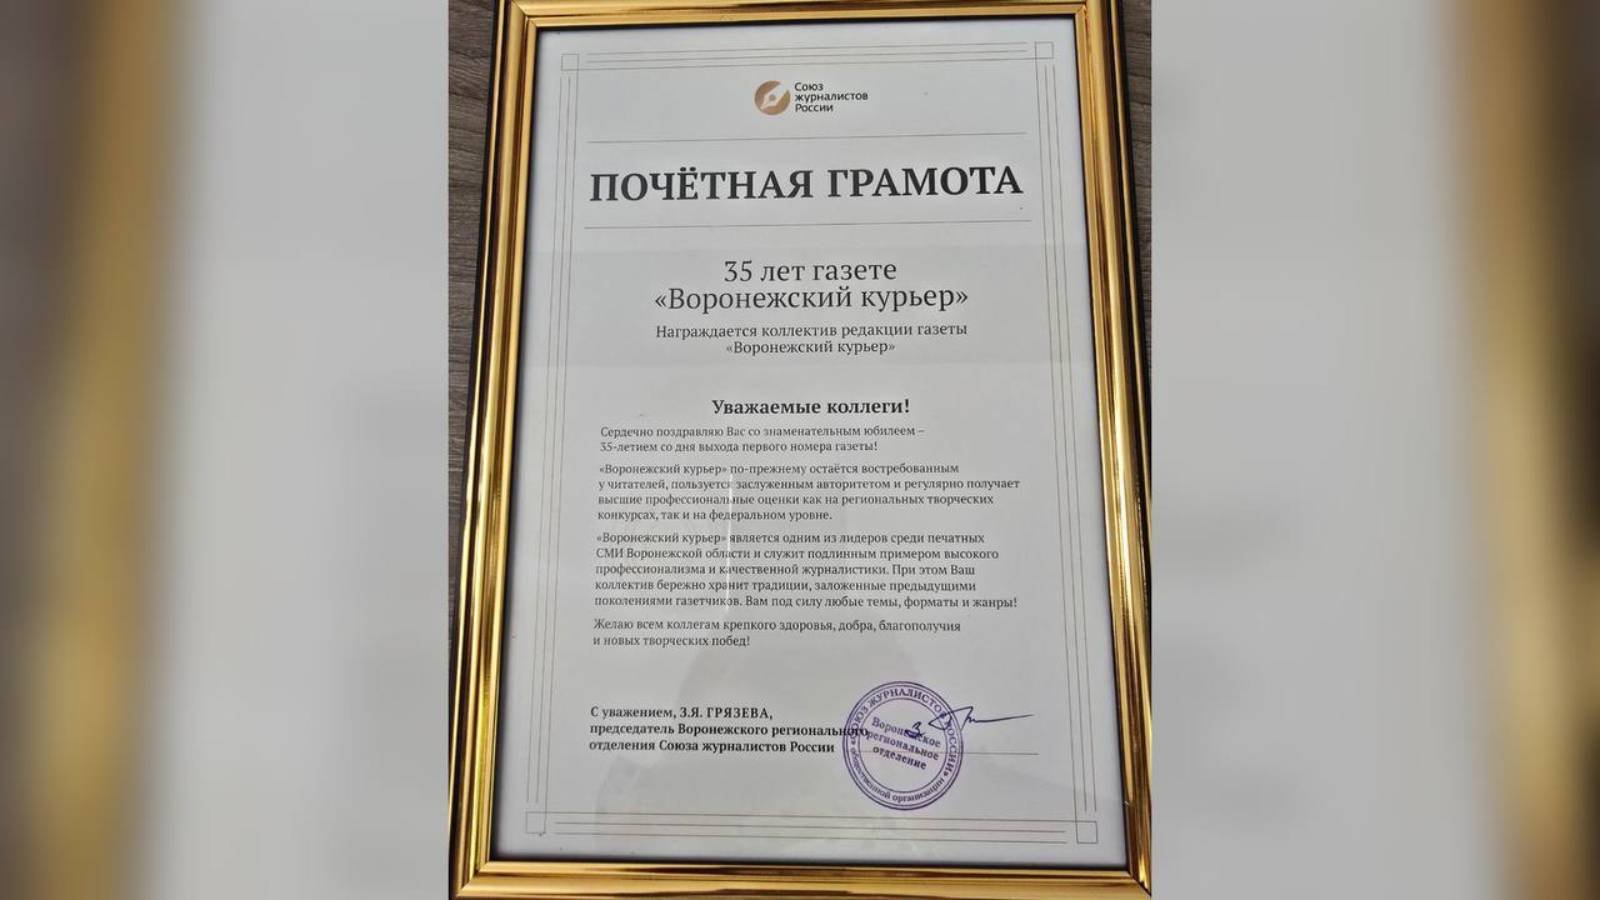 Союз
журналистов
России
ПОЧЁТНАЯ ГРАМОТА
35 лет газете
«Воронежский курьер»
Награждается коллектив редакции газеты
«Воронежский курьер»
Уважаемые коллеги!
Сердечно поздравляю Вас со знаменательным юбилеем –
35-летием со дня выхода первого номера газеты!
«Воронежский курьер» по-прежнему остаётся востребованным
у читателей, пользуется заслуженным авторитетом и регулярно получает
высшие профессиональные оценки как на региональных творческих
конкурсах, так и на федеральном уровне.
«Воронежский курьер» является одним из лидеров среди печатных
СМИ Воронежской области и служит подлинным примером высокого
профессионализма и качественной журналистики. При этом Ваш
коллектив бережно хранит традиции, заложенные предыдущими
поколениями газетчиков. Вам под силу любые темы, форматы и жанры!
Желаю всем коллегам крепкого здоровья, добра, благополучия
и новых творческих побед!
С уважением, З.Я. ГРЯЗЕВА,
председатель Воронежского регионального
отделения Союза журналистов России
«СОЮЗ ЖУРНАЛИСТОВ РОССИИ»
общественной организации
Воронежское
региональное
отделение